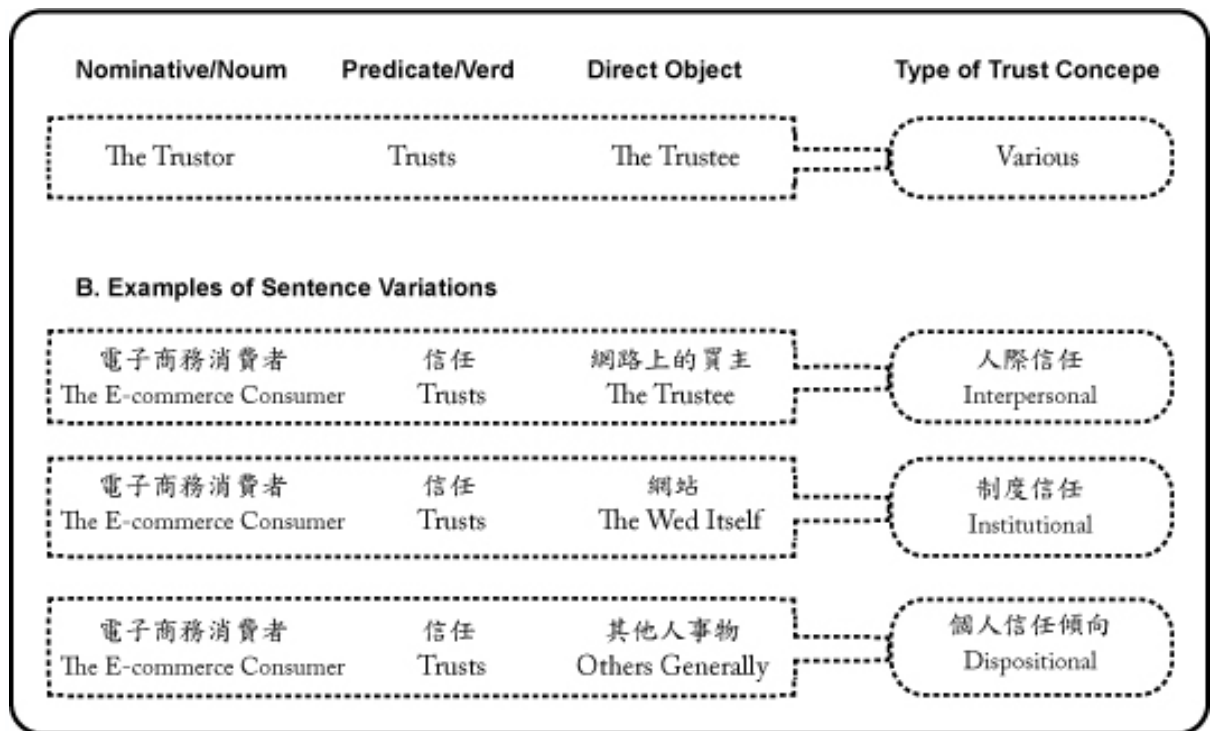 Nominative/Noum Predicate/Verd Direct Object Type of Trust Concepe
The Trustor Trusts The Trustee Various
B. Examples of Sentence Variations
電子商務消費者 信任 網路上的買主 人際信任
The E-commerce Consumer Trusts The Trustee Interpersonal
電子商務消費者 信任 網站 制度信任
The E-commerce Consumer Trusts The Wed Itself Institutional
電子商務消費者 信任 其他人事物 個人信任傾向
The E-commerce Consumer Trusts Others Generally Dispositional